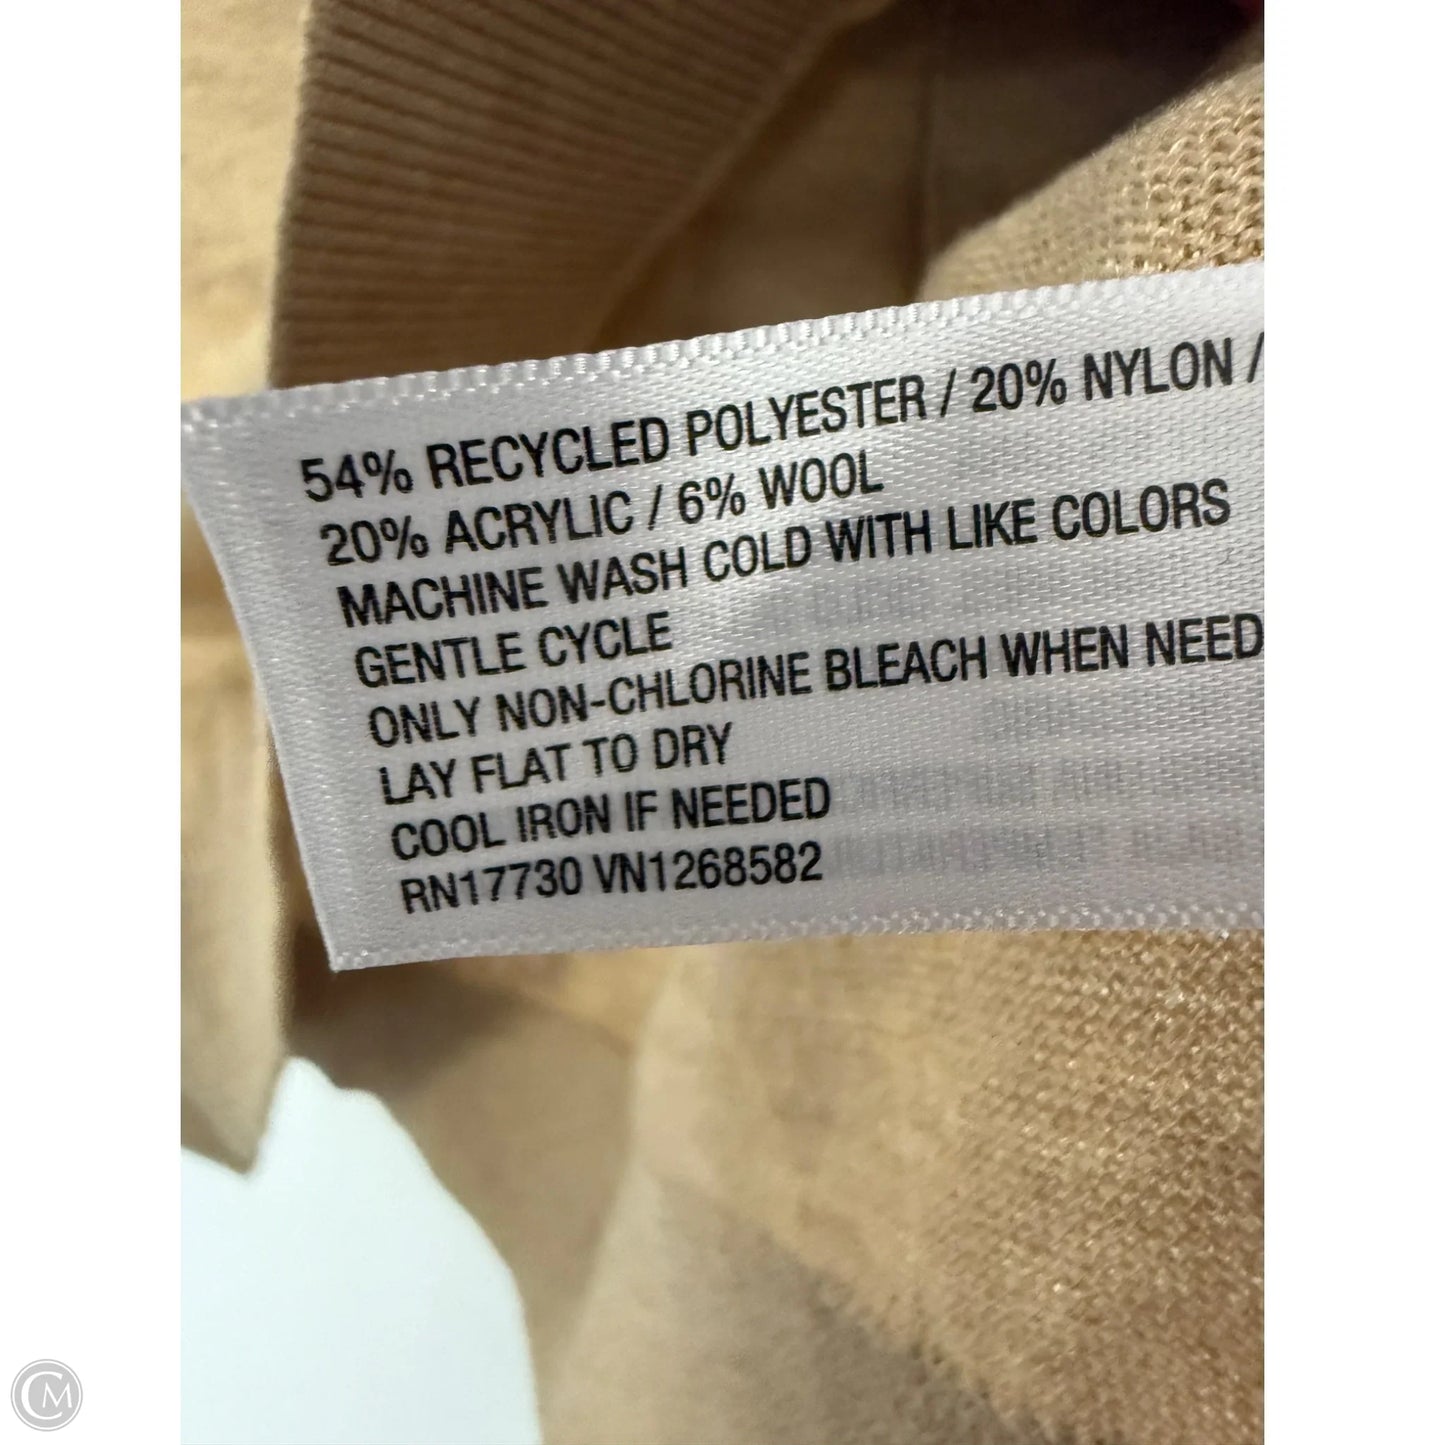 54% RECYCLED POLYESTER / 20% NYLON /
20% ACRYLIC / 6% WOOL
MACHINE WASH COLD WITH LIKE COLORS
GENTLE CYCLE
ONLY NON-CHLORINE BLEACH WHEN NEED
LAY FLAT TO DRY
COOL IRON IF NEEDED
RN17730 VN1268582
CM